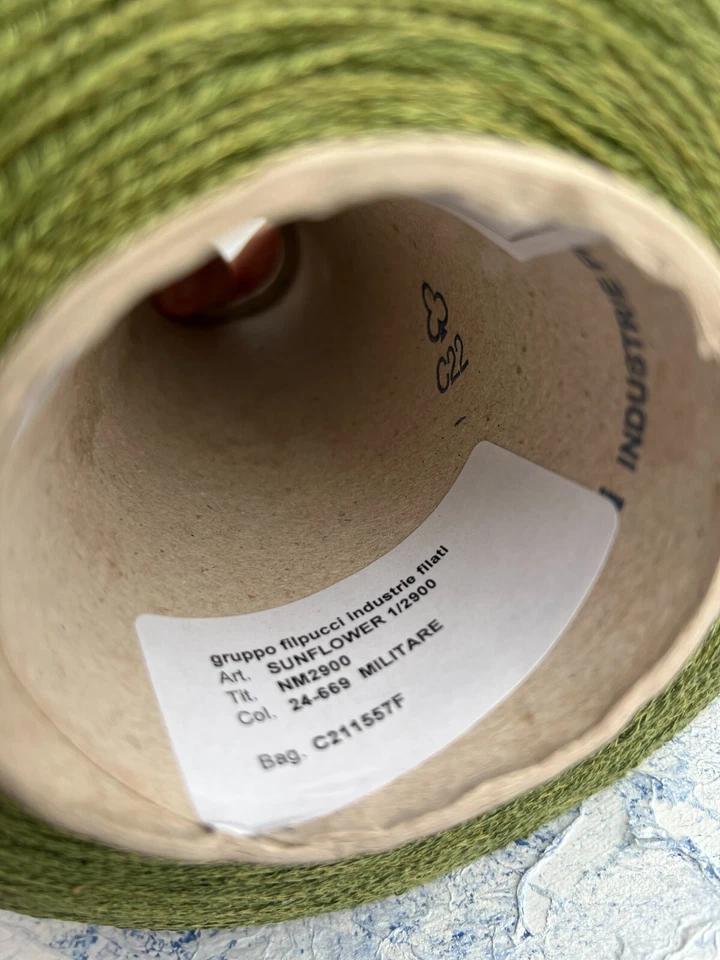 C22
INDUSTRIE
gruppo filpucci industrie filati
Art. SUNFLOWER 1/2900
Tit. NM2900
Col. 24-669 MILITARE
Bag. C211557F